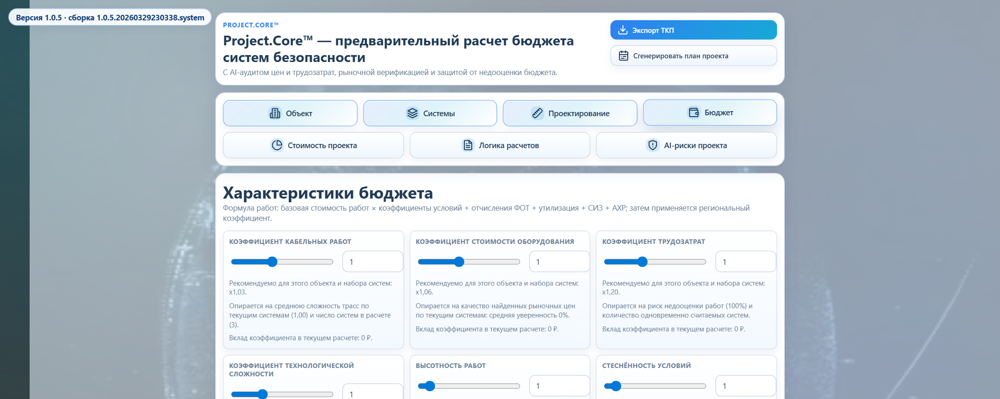 Версия 1.0.5 · сборка 1.0.5.20260329230338.system
PROJECT.CORE™
Project.Core™ — предварительный расчет бюджета
систем безопасности
С AI-аудитом цен и трудозатрат, рыночной верификацией и защитой от недооценки бюджета.
Экспорт ТКП
Сгенерировать план проекта
Объект
Системы
Проектирование
Бюджет
Стоимость проекта
Логика расчетов
AI-риски проекта
Характеристики бюджета
Формула работ: базовая стоимость работ × коэффициенты условий + отчисления ФОТ + утилизация + СИЗ + АХР; затем применяется региональный
коэффициент.
КОЭФФИЦИЕНТ КАБЕЛЬНЫХ РАБОТ
1
Рекомендуемо для этого объекта и набора систем:
x1,03.
Опирается на среднюю сложность трасс по
текущим системам (1,00) и число систем в расчете
(3).
Вклад коэффициента в текущем расчете: 0 ₽.
КОЭФФИЦИЕНТ СТОИМОСТИ ОБОРУДОВАНИЯ
1
Рекомендуемо для этого объекта и набора систем:
x1,06.
Опирается на качество найденных рыночных цен
по текущим системам: средняя уверенность 0%.
Вклад коэффициента в текущем расчете: 0 ₽.
КОЭФФИЦИЕНТ ТРУДОЗАТРАТ
1
Рекомендуемо для этого объекта и набора систем:
x1,20.
Опирается на риск недооценки работ (100%) и
количество одновременно считаемых систем.
Вклад коэффициента в текущем расчете: 0 ₽.
КОЭФФИЦИЕНТ ТЕХНОЛОГИЧЕСКОЙ
СЛОЖНОСТИ
1
ВЫСОТНОСТЬ РАБОТ
1
СТЕСНЁННОСТЬ УСЛОВИЙ
1